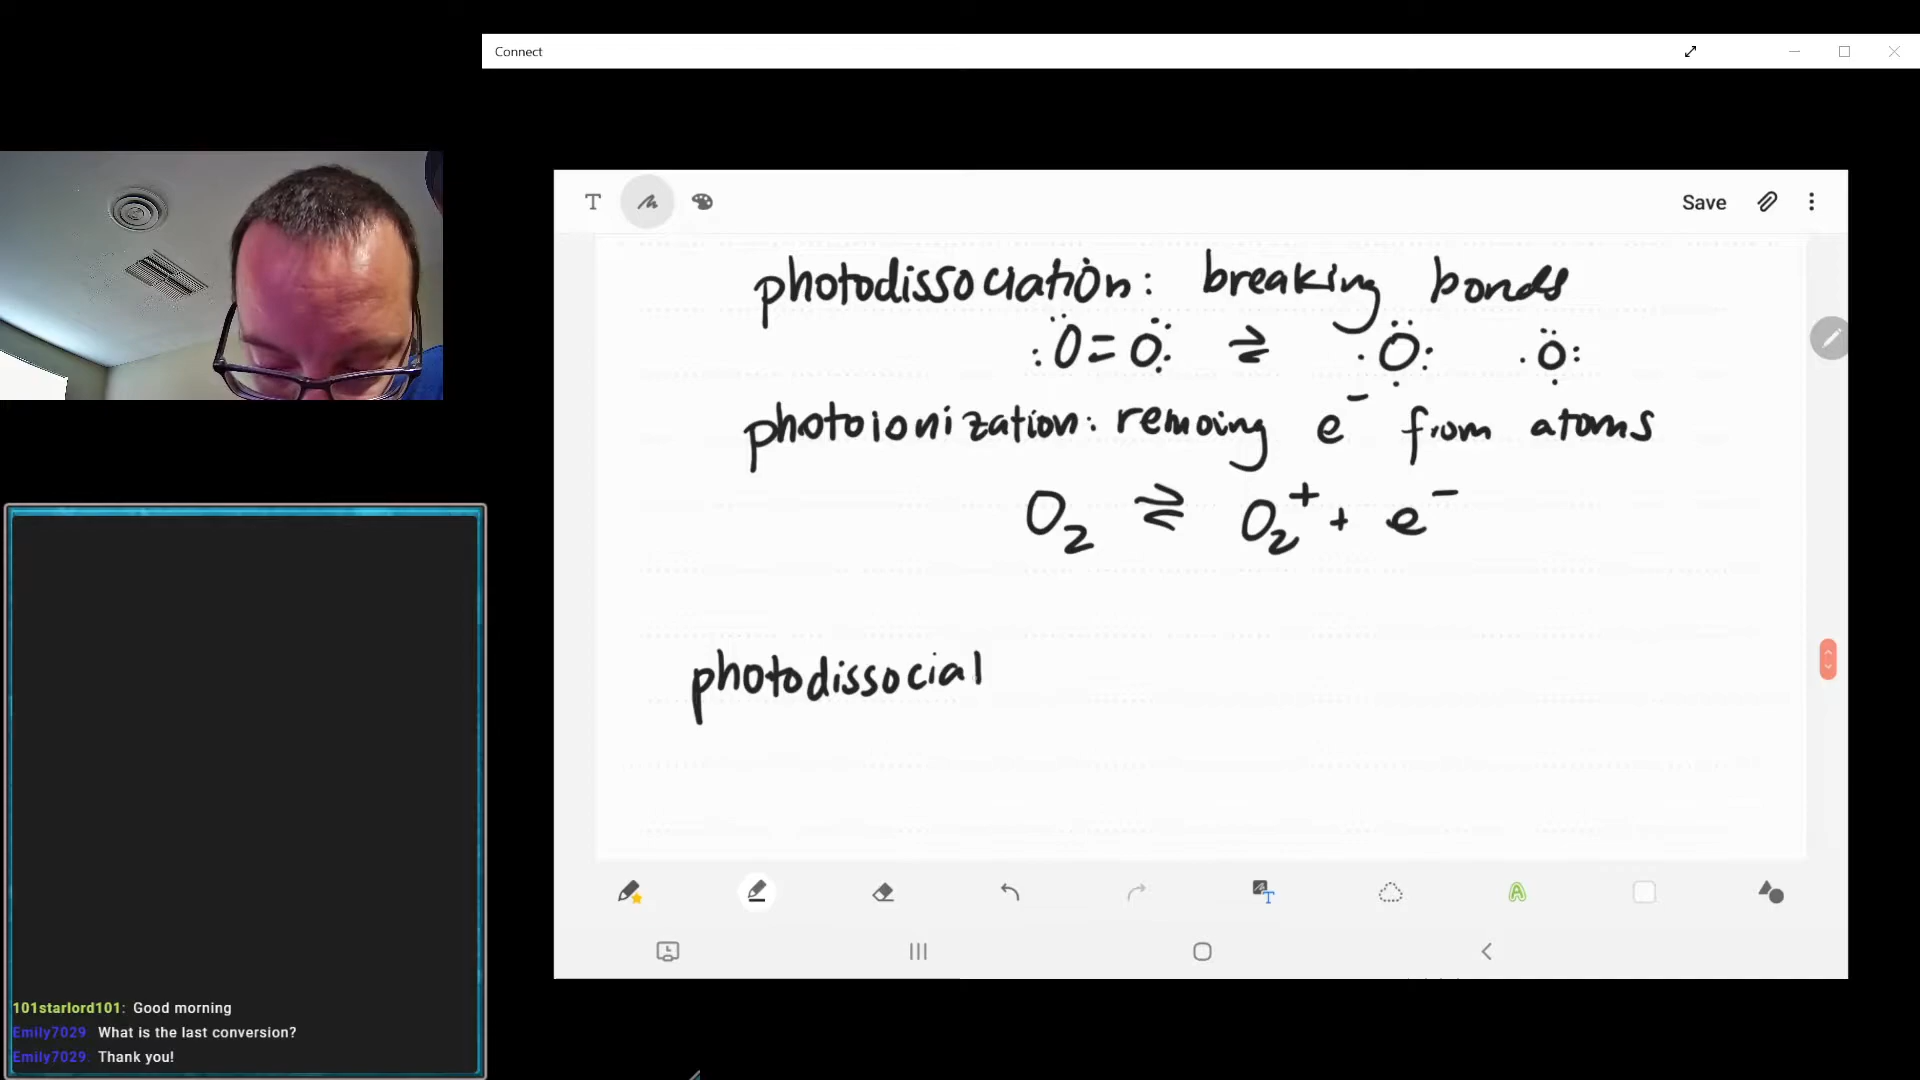 Connect
Save
photodissociation: breaking bonds
:Ö=Ö: ⇌ ·Ö: ·Ö:
photoionization: remoing e⁻ from atoms
O₂ ⇌ O₂⁺ + e⁻
photodissocial
101starlord101: Good morning
Emily7029: What is the last conversion?
Emily7029: Thank you!